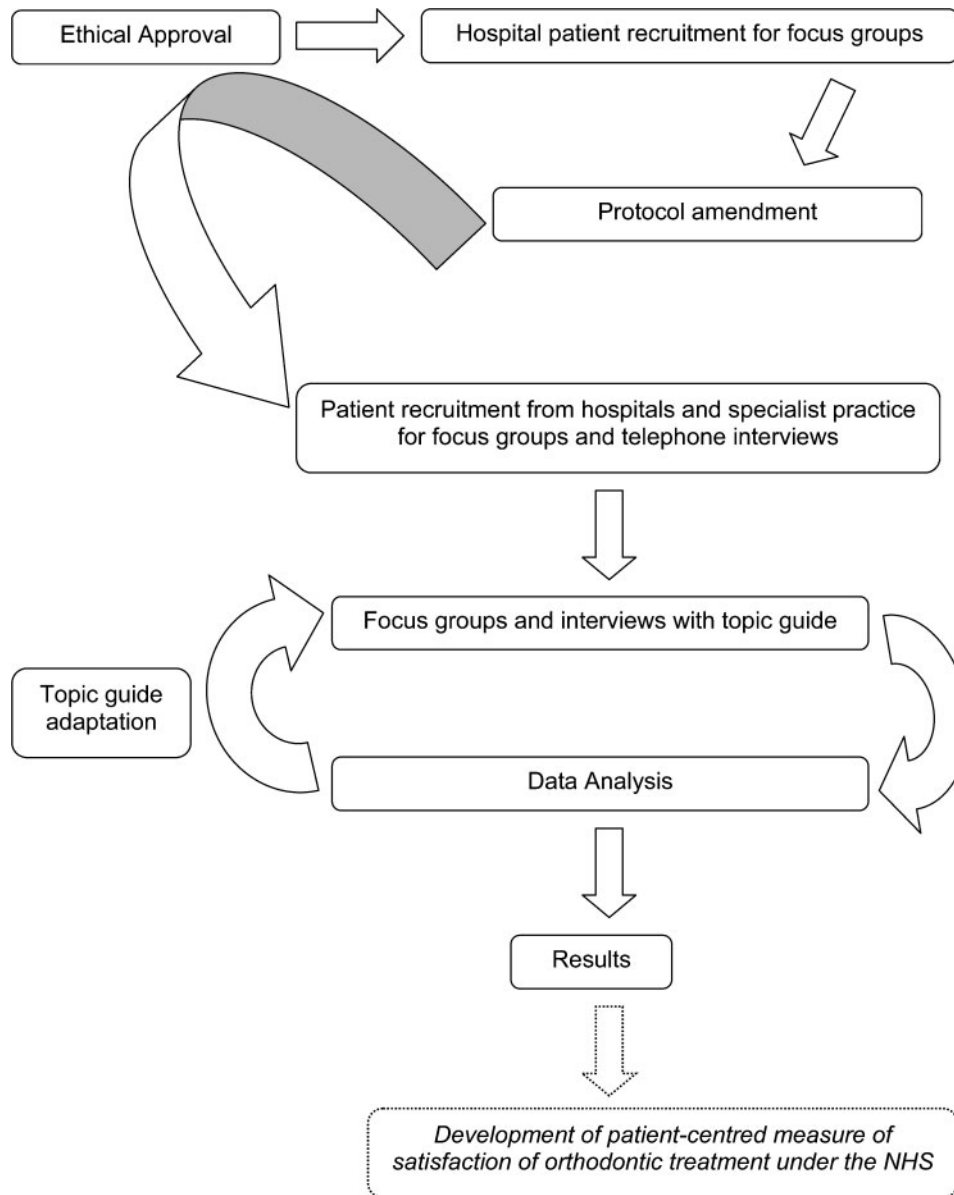 Ethical Approval
Hospital patient recruitment for focus groups
Protocol amendment
Patient recruitment from hospitals and specialist practice
for focus groups and telephone interviews
Focus groups and interviews with topic guide
Topic guide
adaptation
Data Analysis
Results
Development of patient-centred measure of
satisfaction of orthodontic treatment under the NHS